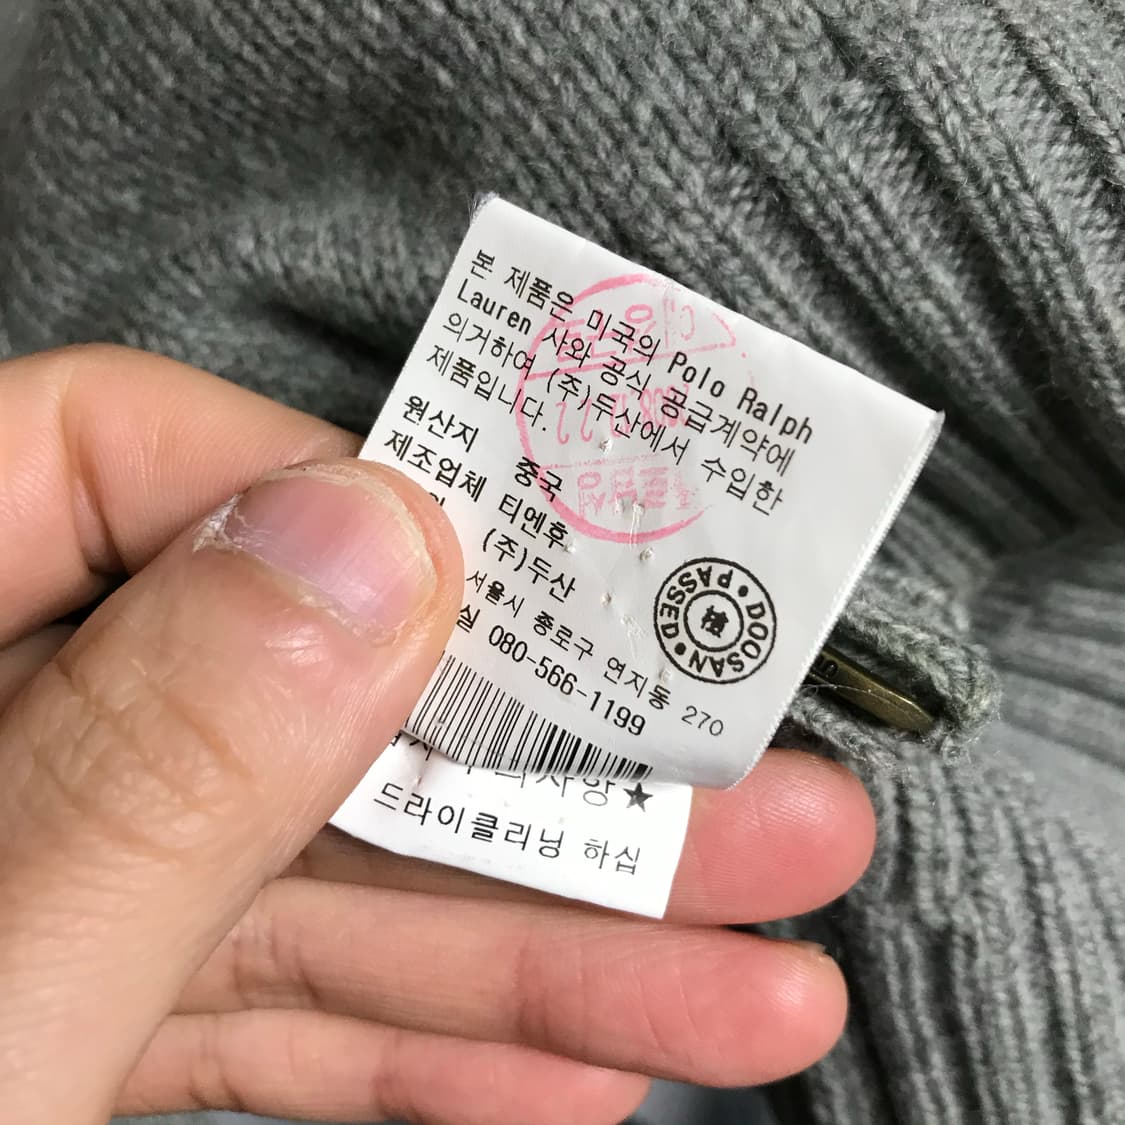 본 제품은 미국의 Polo Ralph
Lauren 사와 공식 공급계약에
의거하여 (주)두산에서 수입한
제품입니다.
원산지 중국
제조업체 티엔후
(주)두산
서울시 종로구 연지동 270
080-566-1199
DOOSAN • PASSED •
檢
드라이클리닝 하십